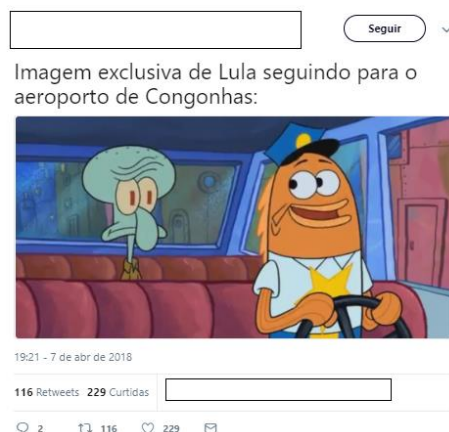 Seguir
Imagem exclusiva de Lula seguindo para o
aeroporto de Congonhas:
19:21 - 7 de abr de 2018
116 Retweets 229 Curtidas
2 116 229